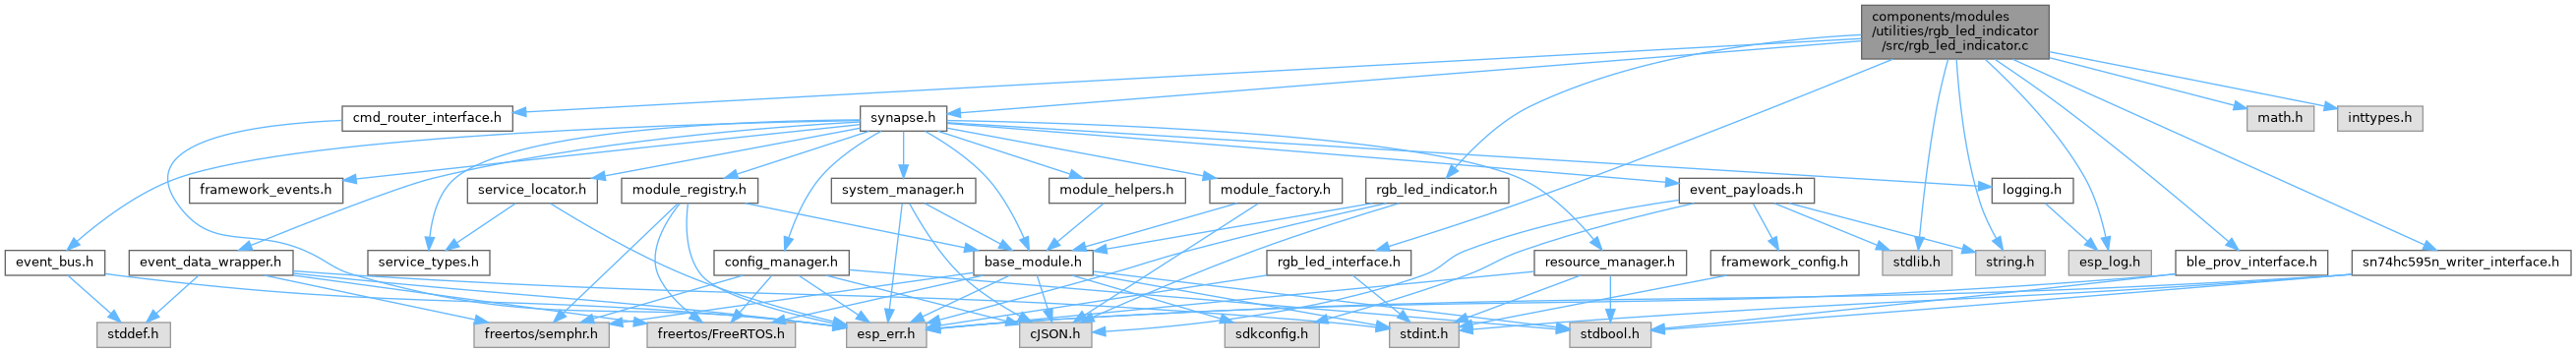 components/modules
/utilities/rgb_led_indicator
/src/rgb_led_indicator.c
cmd_router_interface.h
synapse.h
math.h
inttypes.h
framework_events.h
service_locator.h
module_registry.h
system_manager.h
module_helpers.h
module_factory.h
rgb_led_indicator.h
event_payloads.h
logging.h
event_bus.h
event_data_wrapper.h
service_types.h
config_manager.h
base_module.h
rgb_led_interface.h
resource_manager.h
framework_config.h
stdlib.h
string.h
esp_log.h
ble_prov_interface.h
sn74hc595n_writer_interface.h
stddef.h
freertos/semphr.h
freertos/FreeRTOS.h
esp_err.h
cJSON.h
sdkconfig.h
stdint.h
stdbool.h